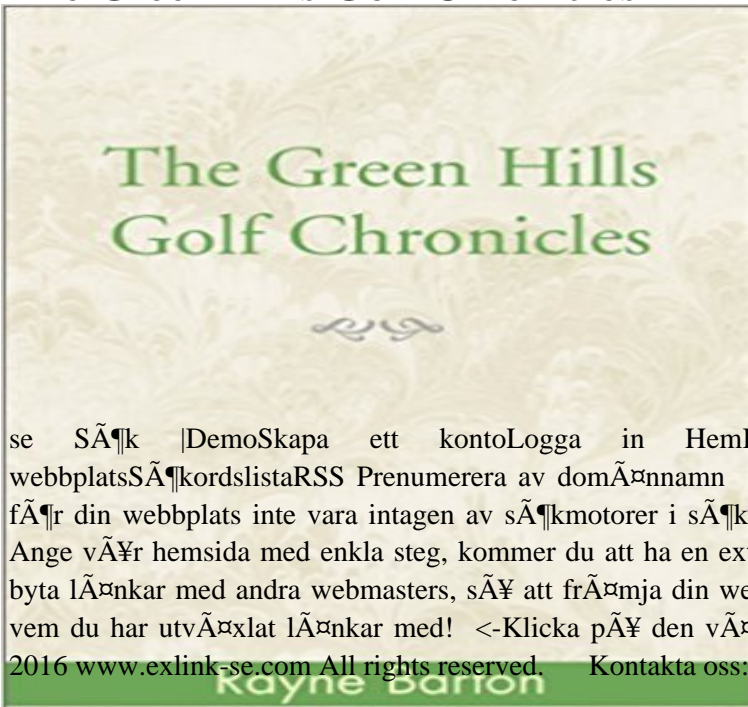 The Green Hills
Golf Chronicles
se SÃ¶k |DemoSkapa ett kontoLogga in
webbplatsSÃ¶kordslistaRSS Prenumerera av domÃ¤nnamn
fÃ¶r din webbplats inte vara intagen av sÃ¶kmotorer i
Ange vÃ¥r hemsida med enkla steg, kommer du att ha en
byta lÃ¤nkar med andra webmasters, sÃ¥ att frÃ¤mja din
vem du har utvÃ¤xlat lÃ¤nkar med! <-Klicka pÃ¥ den
2016 www.exlink-se.com All rights reserved. Kontakta oss:
Rayne Barton